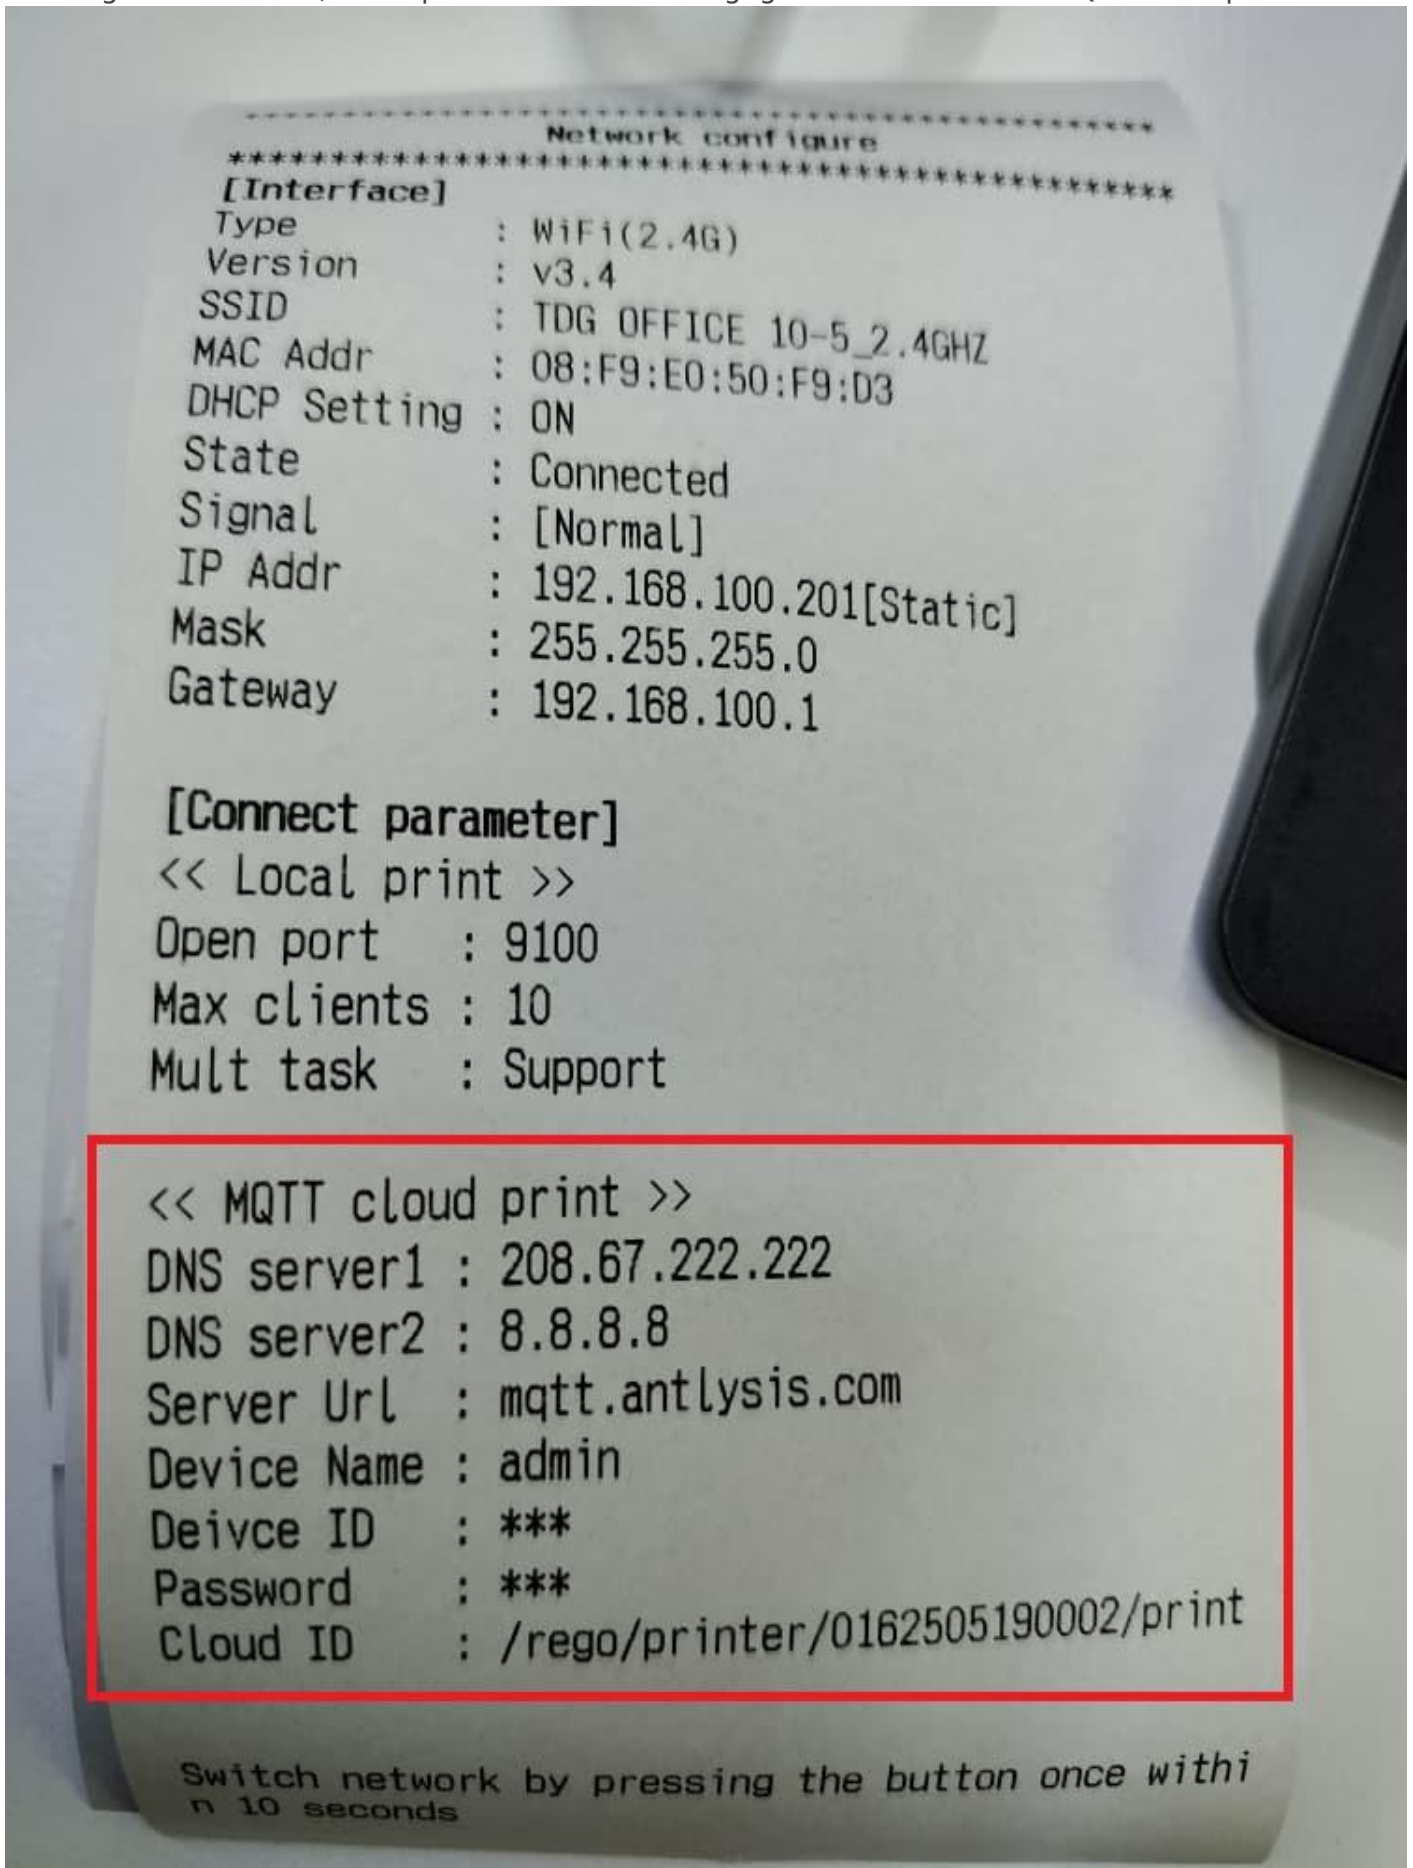 ****************************************************
Network configure
****************************************************
[Interface]
Type : WiFi(2.4G)
Version : v3.4
SSID : TDG OFFICE 10-5_2.4GHZ
MAC Addr : 08:F9:E0:50:F9:D3
DHCP Setting : ON
State : Connected
Signal : [Normal]
IP Addr : 192.168.100.201[Static]
Mask : 255.255.255.0
Gateway : 192.168.100.1
[Connect parameter]
<< Local print >>
Open port : 9100
Max clients : 10
Mult task : Support
<< MQTT cloud print >>
DNS server1 : 208.67.222.222
DNS server2 : 8.8.8.8
Server Url : mqtt.antlysis.com
Device Name : admin
Deivce ID : ***
Password : ***
Cloud ID : /rego/printer/0162505190002/print
Switch network by pressing the button once withi
n 10 seconds